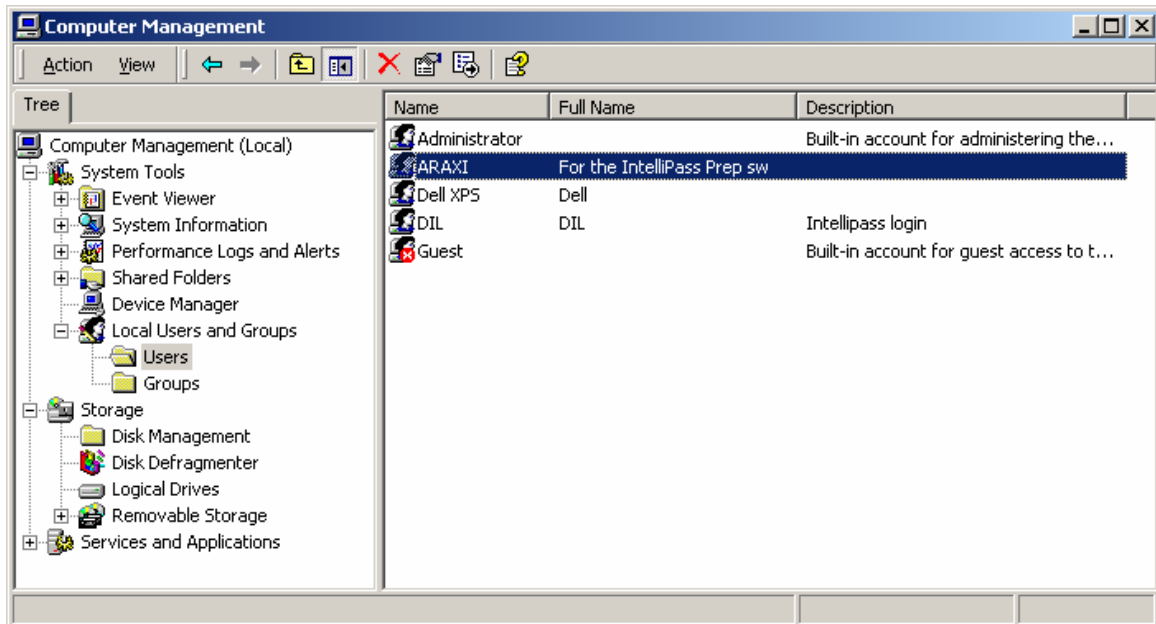 Computer Management
Action View
Tree
Name Full Name Description
Computer Management (Local)
System Tools
Event Viewer
System Information
Performance Logs and Alerts
Shared Folders
Device Manager
Local Users and Groups
Users
Groups
Storage
Disk Management
Disk Defragmenter
Logical Drives
Removable Storage
Services and Applications
Administrator Built-in account for administering the...
ARAXI For the IntelliPass Prep sw
Dell XPS Dell
DIL DIL Intellipass login
Guest Built-in account for guest access to t...